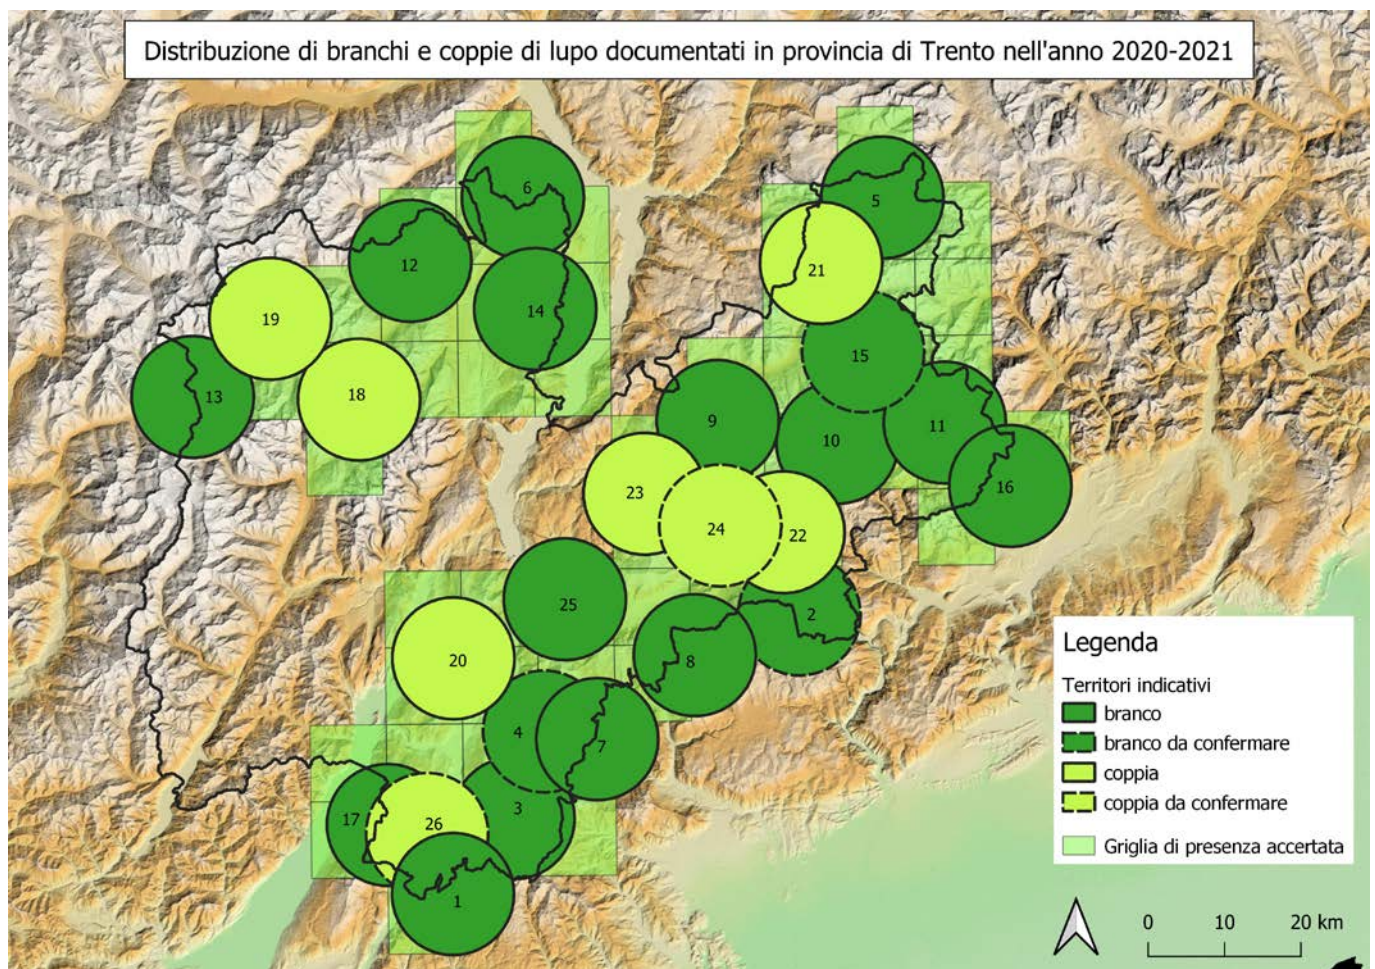 Distribuzione di branchi e coppie di lupo documentati in provincia di Trento nell'anno 2020-2021
6
5
12
21
14
19
15
13
18
9
11
10
16
23
24
22
25
2
20
8
4
7
17
26
3
1
Legenda
Territori indicativi
branco
branco da confermare
coppia
coppia da confermare
Griglia di presenza accertata
0 10 20 km